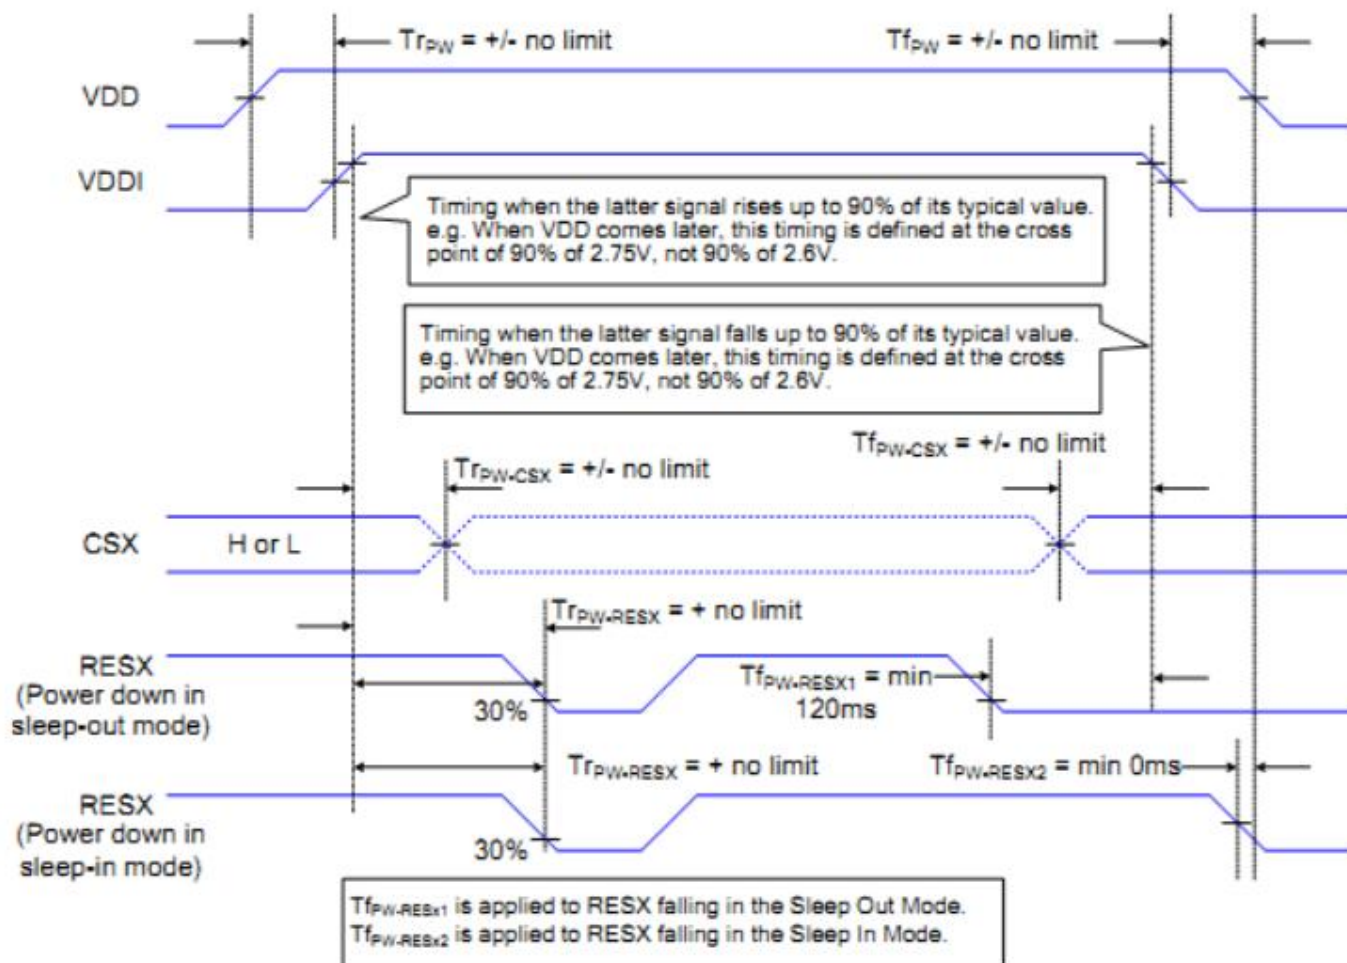 TrPW = +/- no limit
TfPW = +/- no limit
VDD
VDDI
Timing when the latter signal rises up to 90% of its typical value.
e.g. When VDD comes later, this timing is defined at the cross
point of 90% of 2.75V, not 90% of 2.6V.
Timing when the latter signal falls up to 90% of its typical value.
e.g. When VDD comes later, this timing is defined at the cross
point of 90% of 2.75V, not 90% of 2.6V.
TfPW-CSX = +/- no limit
TrPW-CSX = +/- no limit
CSX
H or L
TrPW-RESX = + no limit
RESX
(Power down in
sleep-out mode)
30%
TfPW-RESX1 = min
120ms
TrPW-RESX = + no limit
TfPW-RESX2 = min 0ms
RESX
(Power down in
sleep-in mode)
30%
TfPW-RESx1 is applied to RESX falling in the Sleep Out Mode.
TfPW-RESx2 is applied to RESX falling in the Sleep In Mode.